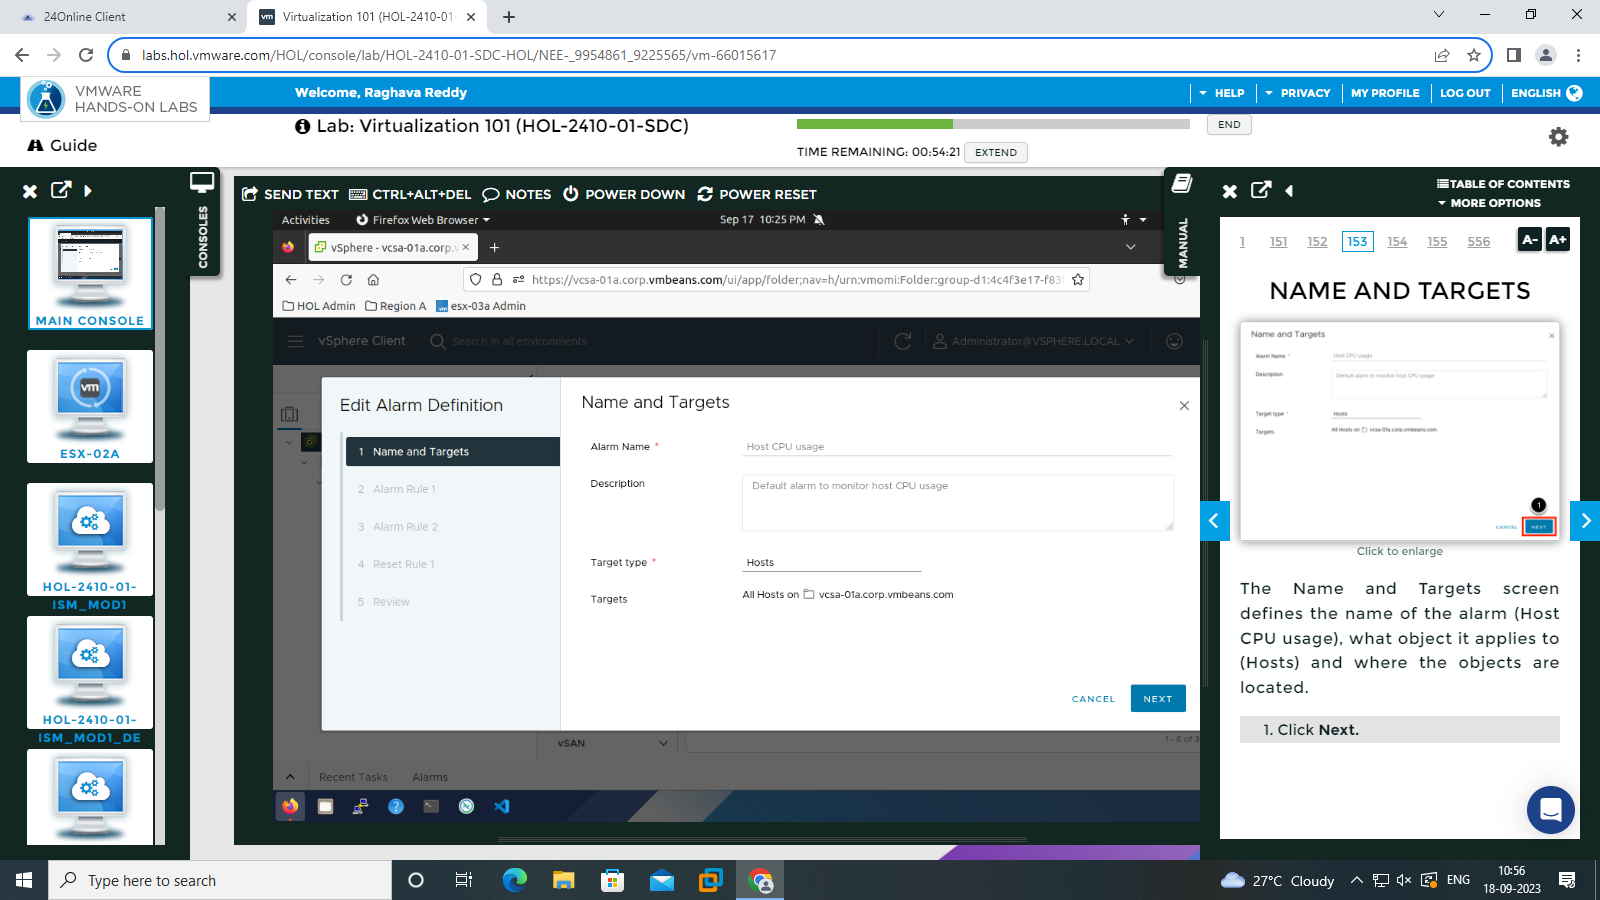 24Online Client
Virtualization 101 (HOL-2410-01-
labs.hol.vmware.com/HOL/console/lab/HOL-2410-01-SDC-HOL/NEE-_9954861_9225565/vm-66015617
VMWARE
HANDS-ON LABS
Welcome, Raghava Reddy
HELP
PRIVACY
MY PROFILE
LOG OUT
ENGLISH
Guide
Lab: Virtualization 101 (HOL-2410-01-SDC)
END
TIME REMAINING: 00:54:21
EXTEND
CONSOLES
MAIN CONSOLE
vm
ESX-02A
HOL-2410-01-
ISM_MOD1
HOL-2410-01-
ISM_MOD1_DE
SEND TEXT
CTRL+ALT+DEL
NOTES
POWER DOWN
POWER RESET
Activities
Firefox Web Browser
Sep 17 10:25 PM
vSphere - vcsa-01a.corp.v
https://vcsa-01a.corp.vmbeans.com/ui/app/folder;nav=h/urn:vmomi:Folder:group-d1:4c4f3e17-f83
HOL Admin
Region A
esx-03a Admin
vSphere Client
Search in all environments
Administrator@VSPHERE.LOCAL
Edit Alarm Definition
1 Name and Targets
2 Alarm Rule 1
3 Alarm Rule 2
4 Reset Rule 1
5 Review
Name and Targets
Alarm Name *
Host CPU usage
Description
Default alarm to monitor host CPU usage
Target type *
Hosts
Targets
All Hosts on vcsa-01a.corp.vmbeans.com
CANCEL
NEXT
vSAN
1 - 6 of 3
Recent Tasks
Alarms
MANUAL
TABLE OF CONTENTS
MORE OPTIONS
1 151 152 153 154 155 556
A- A+
NAME AND TARGETS
Name and Targets
Alarm Name *
Host CPU usage
Description
Default alarm to monitor host CPU usage
Target type *
Hosts
Targets
All Hosts on vcsa-01a.corp.vmbeans.com
1
CANCEL
NEXT
Click to enlarge
The Name and Targets screen
defines the name of the alarm (Host
CPU usage), what object it applies to
(Hosts) and where the objects are
located.
1. Click Next.
Type here to search
27°C Cloudy
ENG
10:56
18-09-2023